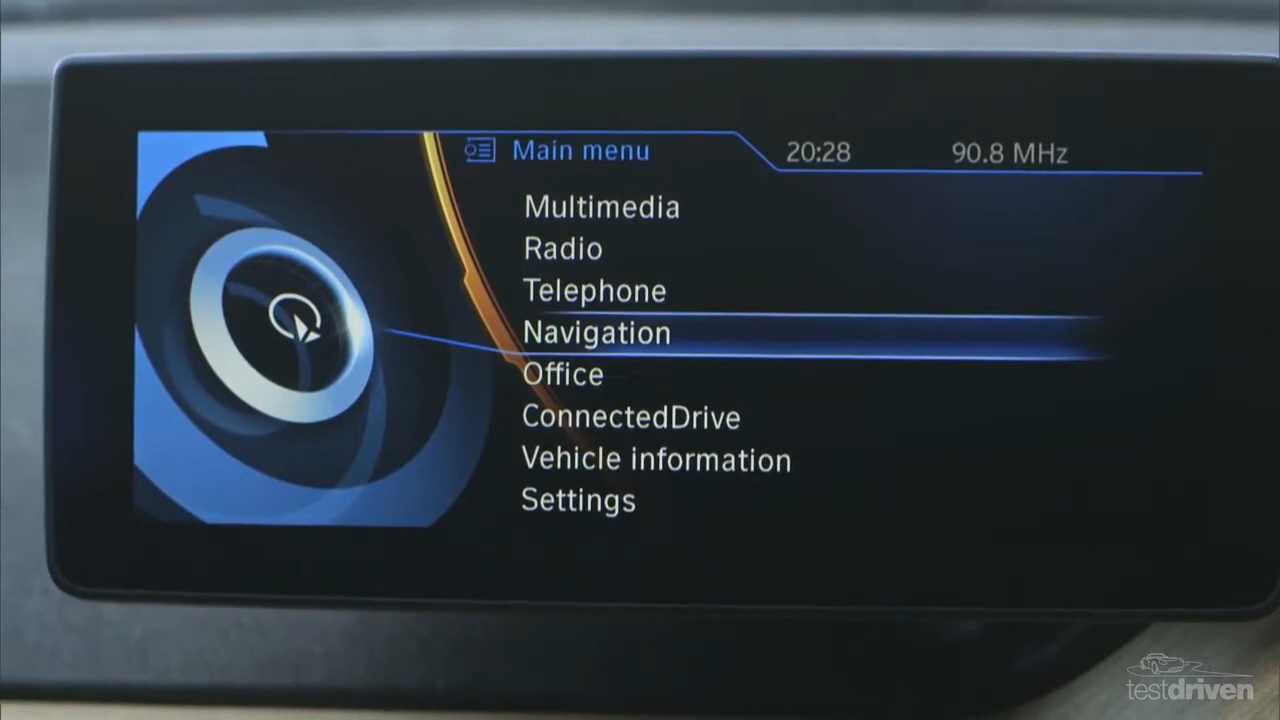 Main menu 20:28 90.8 MHz
Multimedia
Radio
Telephone
Navigation
Office
ConnectedDrive
Vehicle information
Settings
testdriven